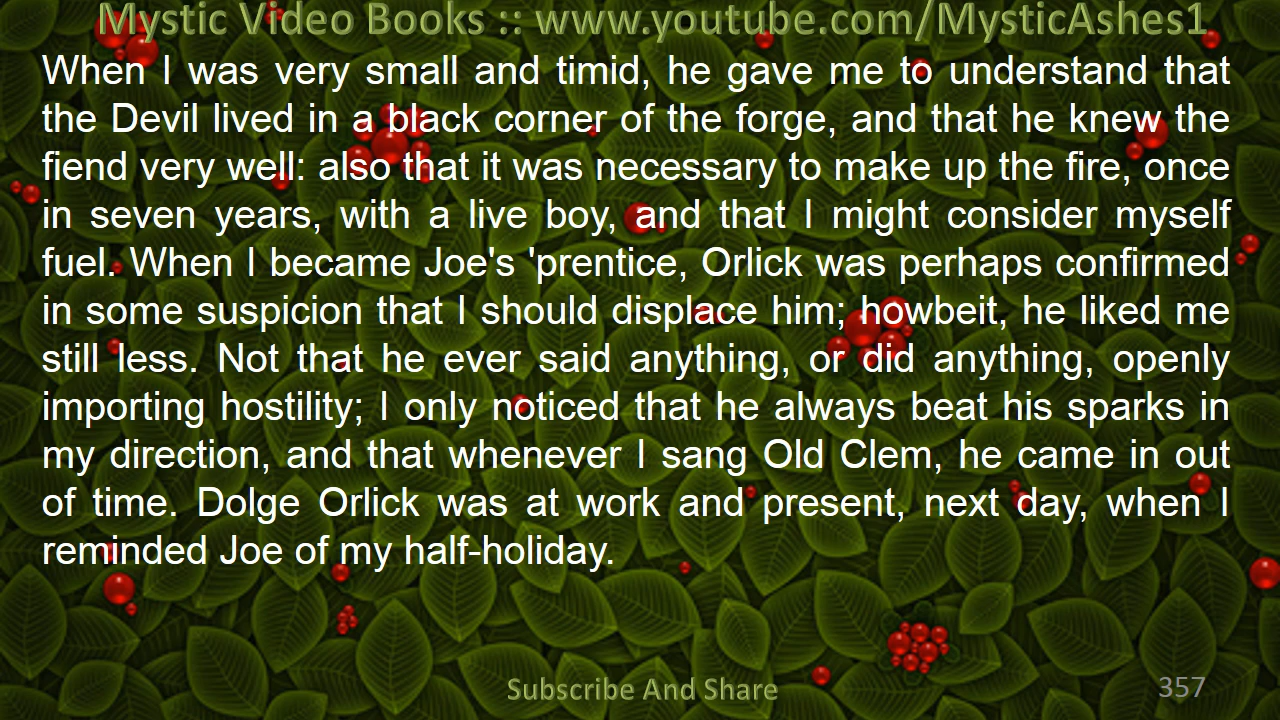 Mystic Video Books :: www.youtube.com/MysticAshes1
When I was very small and timid, he gave me to understand that
the Devil lived in a black corner of the forge, and that he knew the
fiend very well: also that it was necessary to make up the fire, once
in seven years, with a live boy, and that I might consider myself
fuel. When I became Joe's 'prentice, Orlick was perhaps confirmed
in some suspicion that I should displace him; howbeit, he liked me
still less. Not that he ever said anything, or did anything, openly
importing hostility; I only noticed that he always beat his sparks in
my direction, and that whenever I sang Old Clem, he came in out
of time. Dolge Orlick was at work and present, next day, when I
reminded Joe of my half-holiday.
Subscribe And Share
357